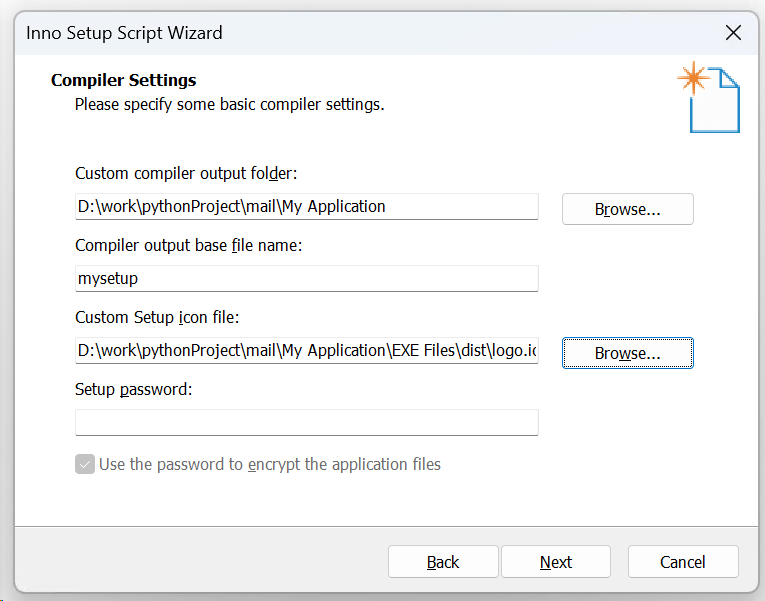 Inno Setup Script Wizard
Compiler Settings
Please specify some basic compiler settings.
Custom compiler output folder:
D:\work\pythonProject\mail\My Application
Browse...
Compiler output base file name:
mysetup
Custom Setup icon file:
D:\work\pythonProject\mail\My Application\EXE Files\dist\logo.ic
Browse...
Setup password:
Use the password to encrypt the application files
Back
Next
Cancel